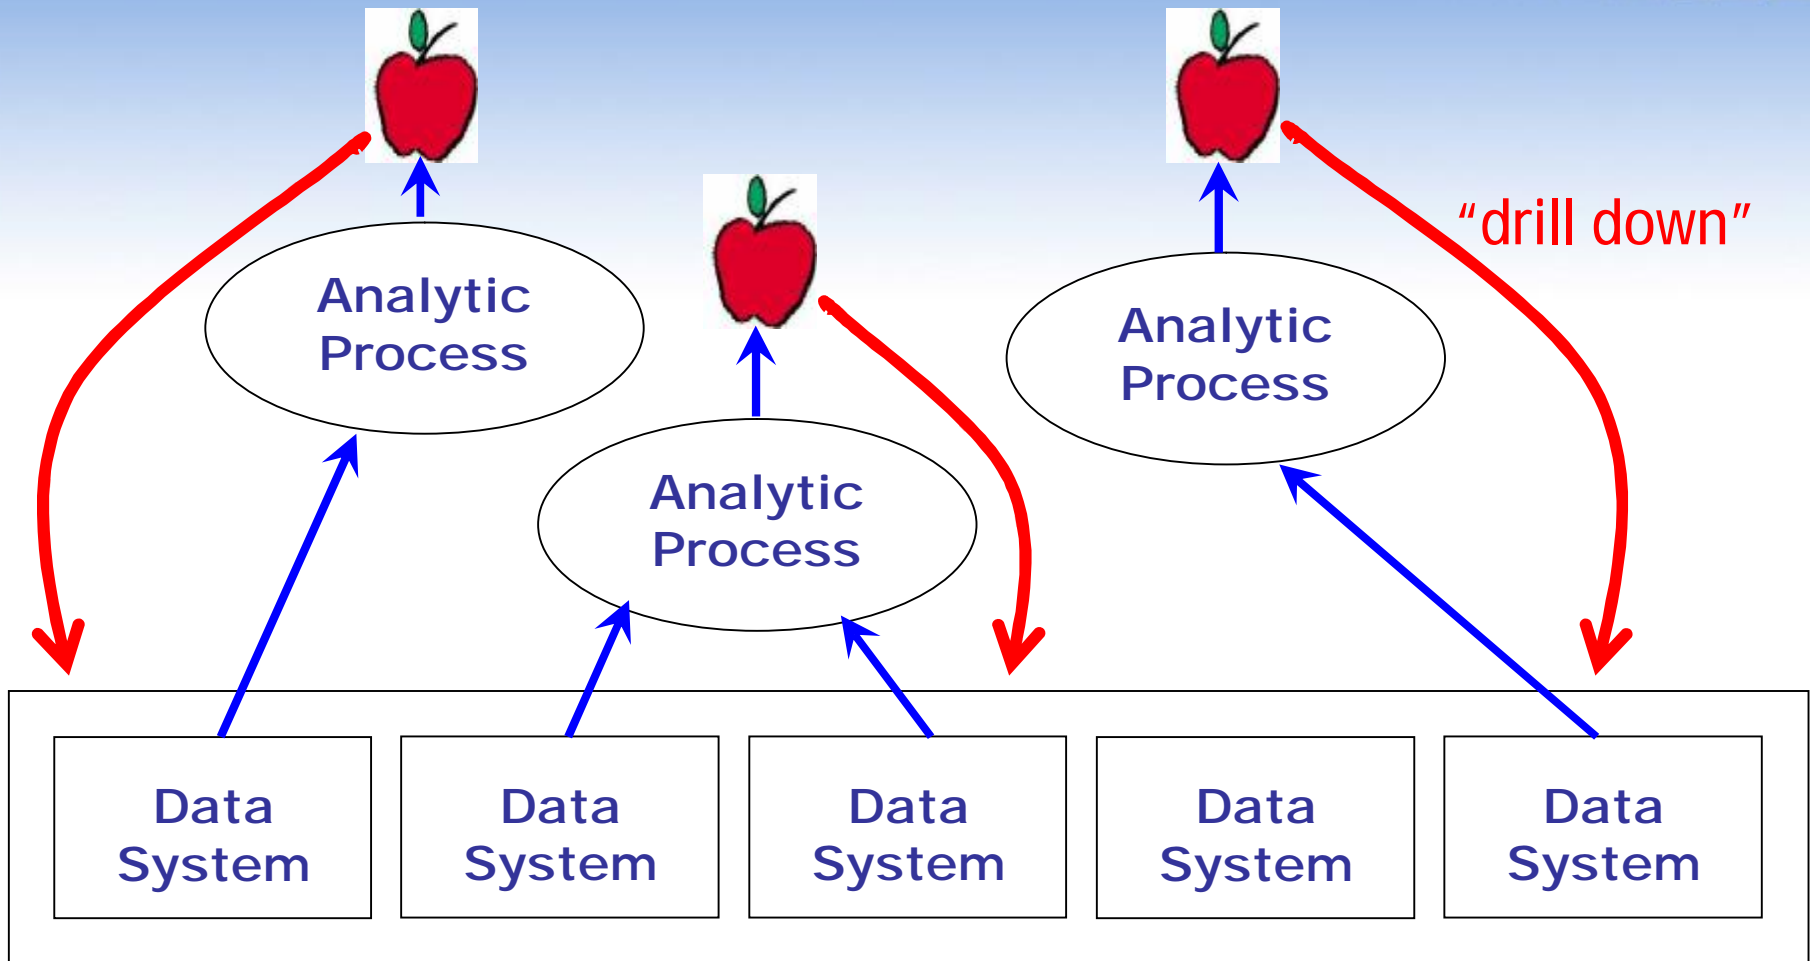 “drill down”
Analytic
Process
Analytic
Process
Analytic
Process
Data
System
Data
System
Data
System
Data
System
Data
System